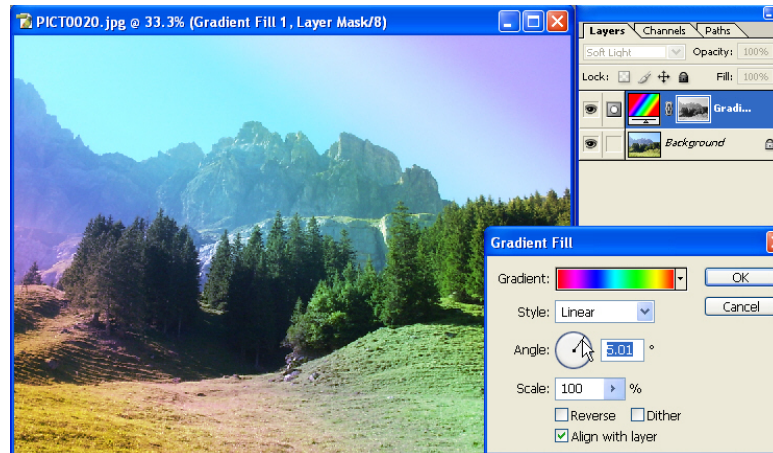 PICT0020.jpg @ 33.3% (Gradient Fill 1, Layer Mask/8)
Layers Channels Paths
Soft Light Opacity: 100%
Lock: Fill: 100%
Gradi...
Background
Gradient Fill
Gradient: OK
Style: Linear Cancel
Angle: 5.01 °
Scale: 100 %
Reverse Dither
Align with layer